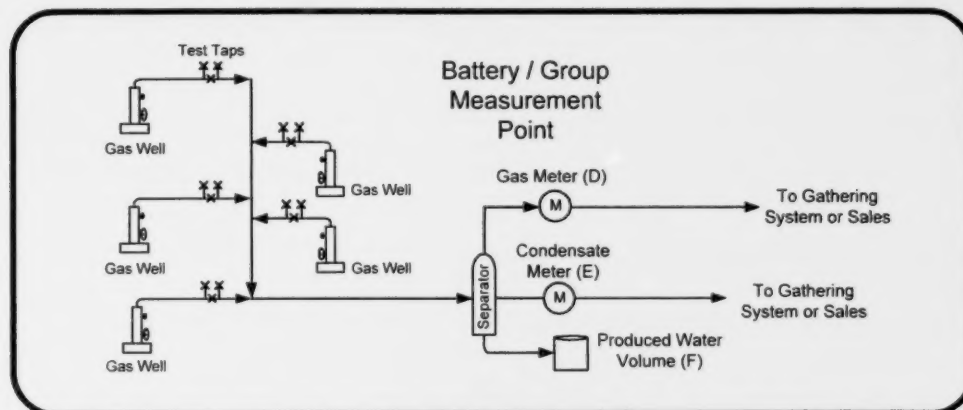 Test Taps
Battery / Group
Measurement
Point
Gas Well
Gas Well
Gas Meter (D)
M
To Gathering
System or Sales
Gas Well
Gas Well
Condensate
Meter (E)
M
To Gathering
System or Sales
Separator
Gas Well
Produced Water
Volume (F)